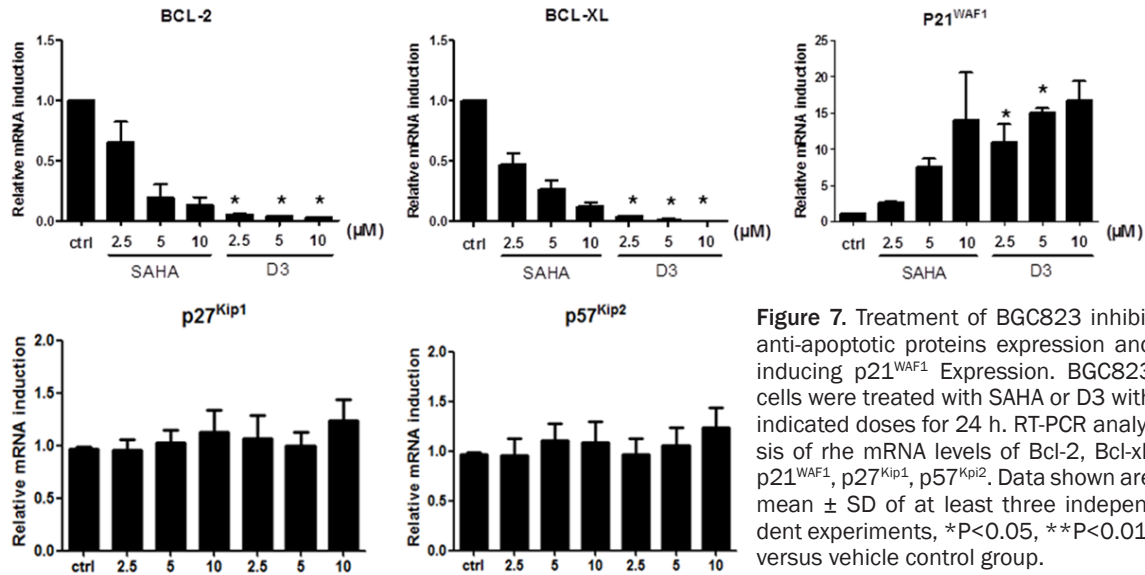 BCL-2
Relative mRNA induction
1.5
1.0
0.5
0.0
* * *
ctrl 2.5 5 10 2.5 5 10 (μM)
SAHA D3
BCL-XL
Relative mRNA induction
1.5
1.0
0.5
0.0
* * *
ctrl 2.5 5 10 2.5 5 10 (μM)
SAHA D3
P21WAF1
Relative mRNA induction
25
20
15
10
5
0
* *
ctrl 2.5 5 10 2.5 5 10 (μM)
SAHA D3
p27Kip1
Relative mRNA induction
2.0
1.5
1.0
0.5
0.0
ctrl 2.5 5 10 2.5 5 10
p57Kip2
Relative mRNA induction
2.0
1.5
1.0
0.5
0.0
ctrl 2.5 5 10 2.5 5 10
Figure 7. Treatment of BGC823 inhibi
anti-apoptotic proteins expression and
inducing p21WAF1 Expression. BGC823
cells were treated with SAHA or D3 with
indicated doses for 24 h. RT-PCR analy
sis of rhe mRNA levels of Bcl-2, Bcl-xl
p21WAF1, p27Kip1, p57Kpi2. Data shown are
mean ± SD of at least three indepen
dent experiments, *P<0.05, **P<0.01
versus vehicle control group.